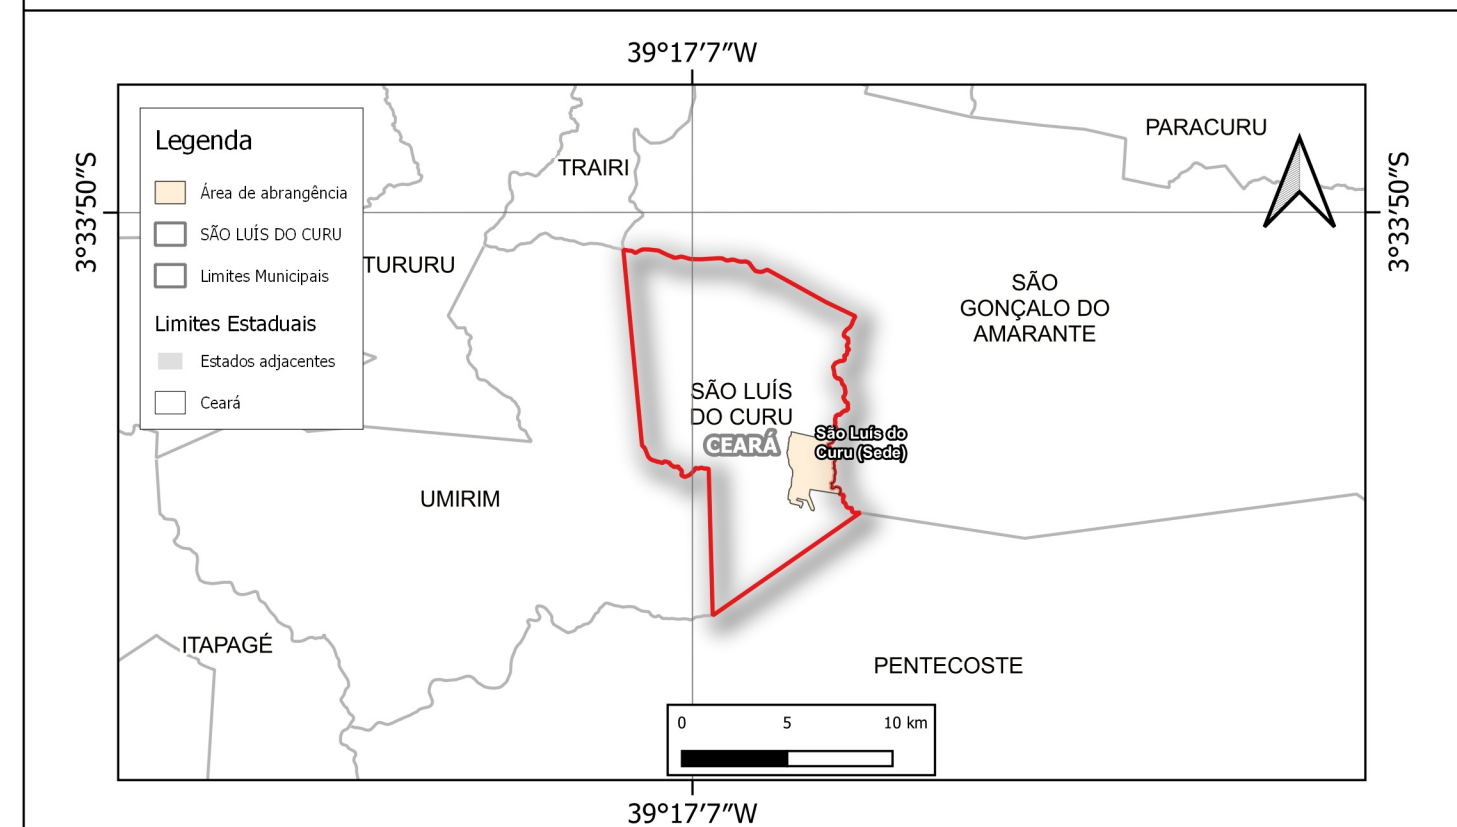 39°17'7"W
PARACURU
Legenda
TRAIRI
3°33'50"S
3°33'50"S
Área de abrangência
SÃO LUÍS DO CURU
TURURU
Limites Municipais
SÃO
GONÇALO DO
AMARANTE
Limites Estaduais
Estados adjacentes
Ceará
SÃO LUÍS
DO CURU
CEARÁ
São Luís do
Curu (Sede)
UMIRIM
ITAPAGÉ
PENTECOSTE
0 5 10 km
39°17'7"W